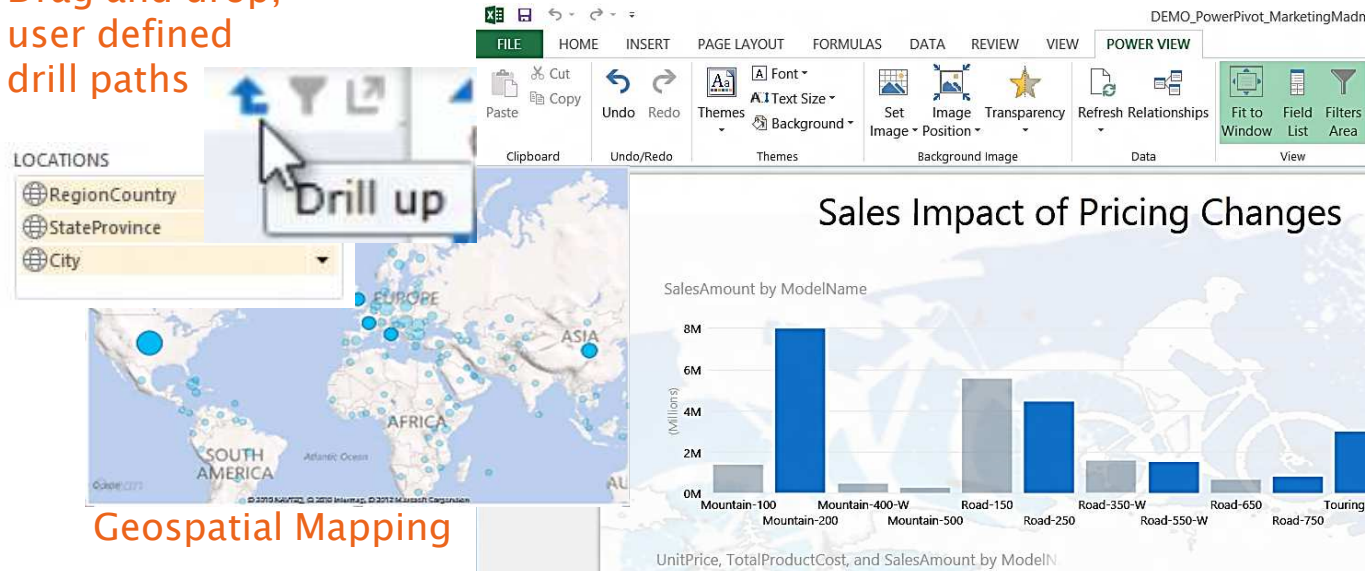 Drag and drop,
user defined
drill paths
Drill up
LOCATIONS
RegionCountry
StateProvince
City
EUROPE
ASIA
AFRICA
SOUTH
AMERICA
Atlantic Ocean
AU
Geospatial Mapping
DEMO_PowerPivot_MarketingMadn
FILE HOME INSERT PAGE LAYOUT FORMULAS DATA REVIEW VIEW POWER VIEW
Paste
Cut
Copy
Clipboard
Undo Redo
Undo/Redo
Themes
Font
Text Size
Background
Themes
Set
Image
Image
Position
Transparency
Background Image
Refresh Relationships
Data
Fit to
Window
Field
List
Filters
Area
View
Sales Impact of Pricing Changes
SalesAmount by ModelName
(Millions)
8M
6M
4M
2M
0M
Mountain-100 Mountain-400-W Road-150 Road-350-W Road-650 Touring
Mountain-200 Mountain-500 Road-250 Road-550-W Road-750
UnitPrice, TotalProductCost, and SalesAmount by ModelN